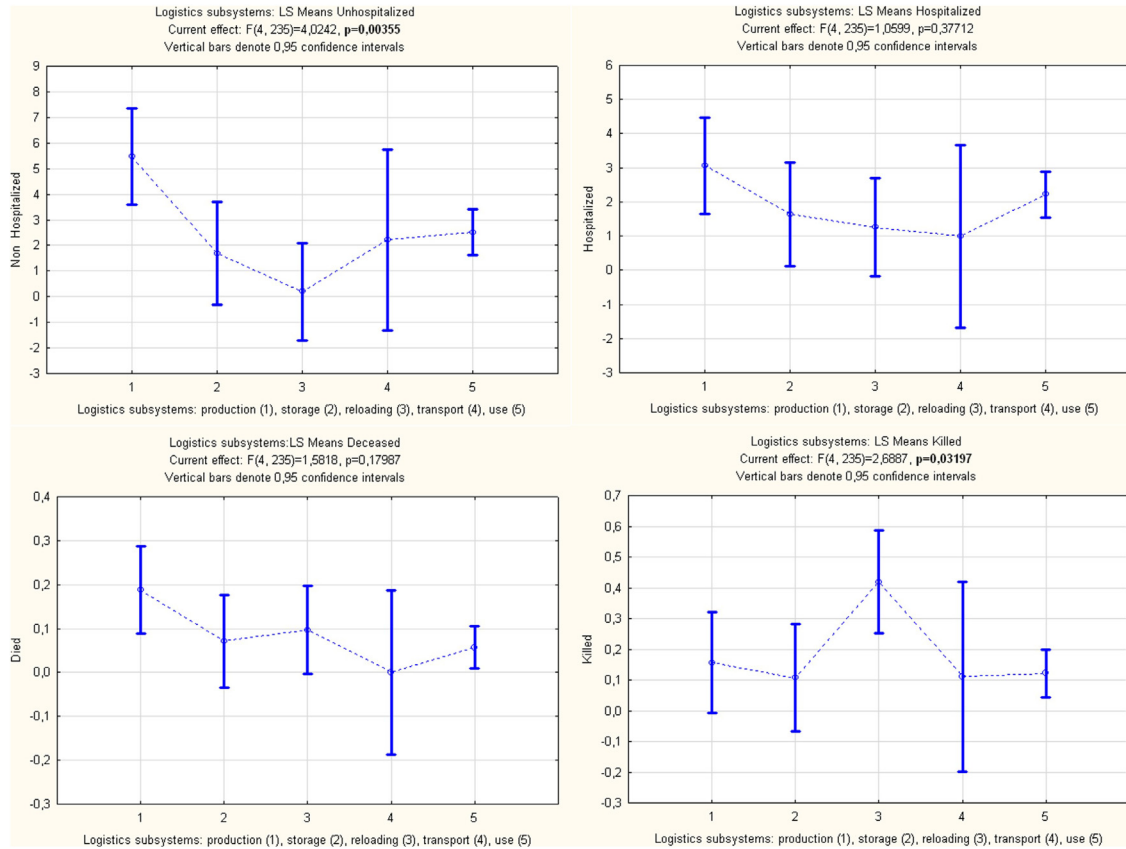 Logistics subsystems: LS Means Unhospitalized
Current effect: F(4, 235)=4,0242, p=0,00355
Vertical bars denote 0,95 confidence intervals
9
8
7
6
5
4
3
2
1
0
-1
-2
-3
Non Hospitalized
1 2 3 4 5
Logistics subsystems: production (1), storage (2), reloading (3), transport (4), use (5)
Logistics subsystems: LS Means Hospitalized
Current effect: F(4, 235)=1,0599, p=0,37712
Vertical bars denote 0,95 confidence intervals
6
5
4
3
2
1
0
-1
-2
-3
Hospitalized
1 2 3 4 5
Logistics subsystems: production (1), storage (2), reloading (3), transport (4), use (5)
Logistics subsystems:LS Means Deceased
Current effect: F(4, 235)=1,5818, p=0,17987
Vertical bars denote 0,95 confidence intervals
0,4
0,3
0,2
0,1
0,0
-0,1
-0,2
-0,3
Died
1 2 3 4 5
Logistics subsystems: production (1), storage (2), reloading (3), transport (4), use (5)
Logistics subsystems: LS Means Killed
Current effect: F(4, 235)=2,6887, p=0,03197
Vertical bars denote 0,95 confidence intervals
0,7
0,6
0,5
0,4
0,3
0,2
0,1
0,0
-0,1
-0,2
-0,3
Killed
1 2 3 4 5
Logistics subsystems: production (1), storage (2), reloading (3), transport (4), use (5)